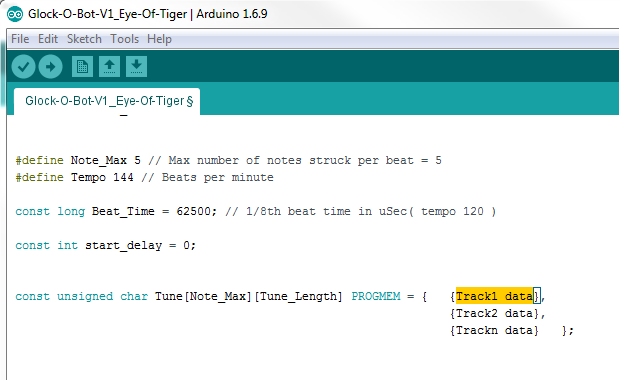 Glock-O-Bot-V1_Eye-Of-Tiger | Arduino 1.6.9
File Edit Sketch Tools Help
Glock-O-Bot-V1_Eye-Of-Tiger §
#define Note_Max 5 // Max number of notes struck per beat = 5
#define Tempo 144 // Beats per minute
const long Beat_Time = 62500; // 1/8th beat time in uSec( tempo 120 )
const int start_delay = 0;
const unsigned char Tune[Note_Max][Tune_Length] PROGMEM = {   {Track1 data},
{Track2 data},
{Trackn data}   };